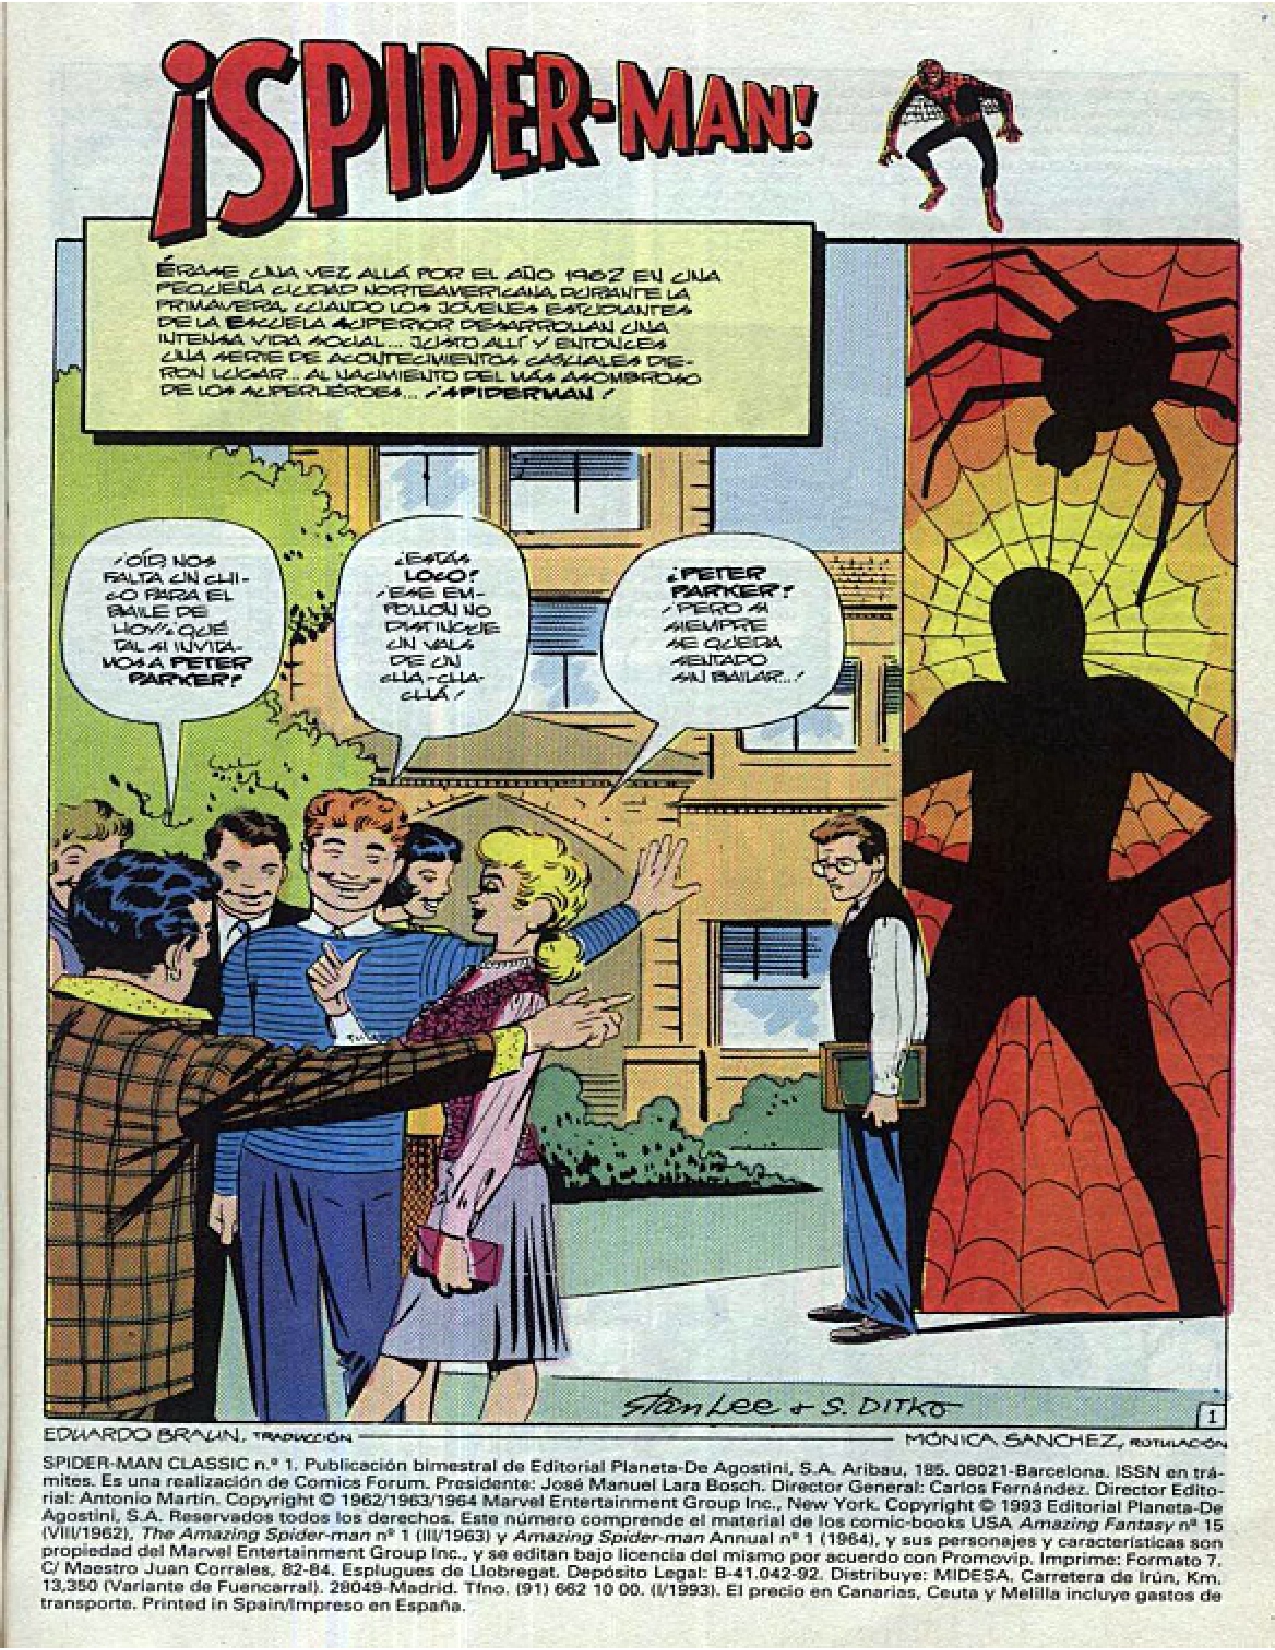 ¡SPIDER-MAN!
ÉRASE UNA VEZ ALLÁ POR EL AÑO 1962 EN UNA
PEQUEÑA CIUDAD NORTEAMERICANA, DURANTE LA
PRIMAVERA, CUANDO LOS JÓVENES ESTUDIANTES
DE LA ESCUELA SUPERIOR DESARROLLAN UNA
INTENSA VIDA SOCIAL... JUSTO ALLÍ Y ENTONCES
UNA SERIE DE ACONTECIMIENTOS CASUALES DIE-
RON LUGAR... AL NACIMIENTO DEL MÁS ASOMBROSO
DE LOS SUPERHÉROES... ¡SPIDERMAN!
¡OÍD, NOS
FALTA UN CHI-
CO PARA EL
BAILE DE
HOY! ¿QUÉ
TAL SI INVITA-
MOS A PETER
PARKER?
¿ESTÁS
LOCO?
¡ESE EM-
POLLÓN NO
DISTINGUE
UN VALS
DE UN
CHA-CHA-
CHÁ!
¿PETER
PARKER?
¡PERO SI
SIEMPRE
SE QUEDA
SENTADO
SIN BAILAR...!
Stan Lee + S. DITKO
1
EDUARDO BRAUN, TRADUCCIÓN
MÓNICA SANCHEZ, ROTULACIÓN
SPIDER-MAN CLASSIC n.º 1. Publicación bimestral de Editorial Planeta-De Agostini, S.A. Aribau, 185. 08021-Barcelona. ISSN en trá-
mites. Es una realización de Comics Forum. Presidente: José Manuel Lara Bosch. Director General: Carlos Fernández. Director Edito-
rial: Antonio Martín. Copyright © 1962/1963/1964 Marvel Entertainment Group Inc., New York. Copyright © 1993 Editorial Planeta-De
Agostini, S.A. Reservados todos los derechos. Este número comprende el material de los comic-books USA Amazing Fantasy nº 15
(VIII/1962), The Amazing Spider-man nº 1 (III/1963) y Amazing Spider-man Annual nº 1 (1964), y sus personajes y características son
propiedad del Marvel Entertainment Group Inc., y se editan bajo licencia del mismo por acuerdo con Promovip. Imprime: Formato 7.
C/ Maestro Juan Corrales, 82-84. Esplugues de Llobregat. Depósito Legal: B-41.042-92. Distribuye: MIDESA. Carretera de Irún, Km.
13,350 (Variante de Fuencarral). 28049-Madrid. Tfno. (91) 662 10 00. (I/1993). El precio en Canarias, Ceuta y Melilla incluye gastos de
transporte. Printed in Spain/Impreso en España.